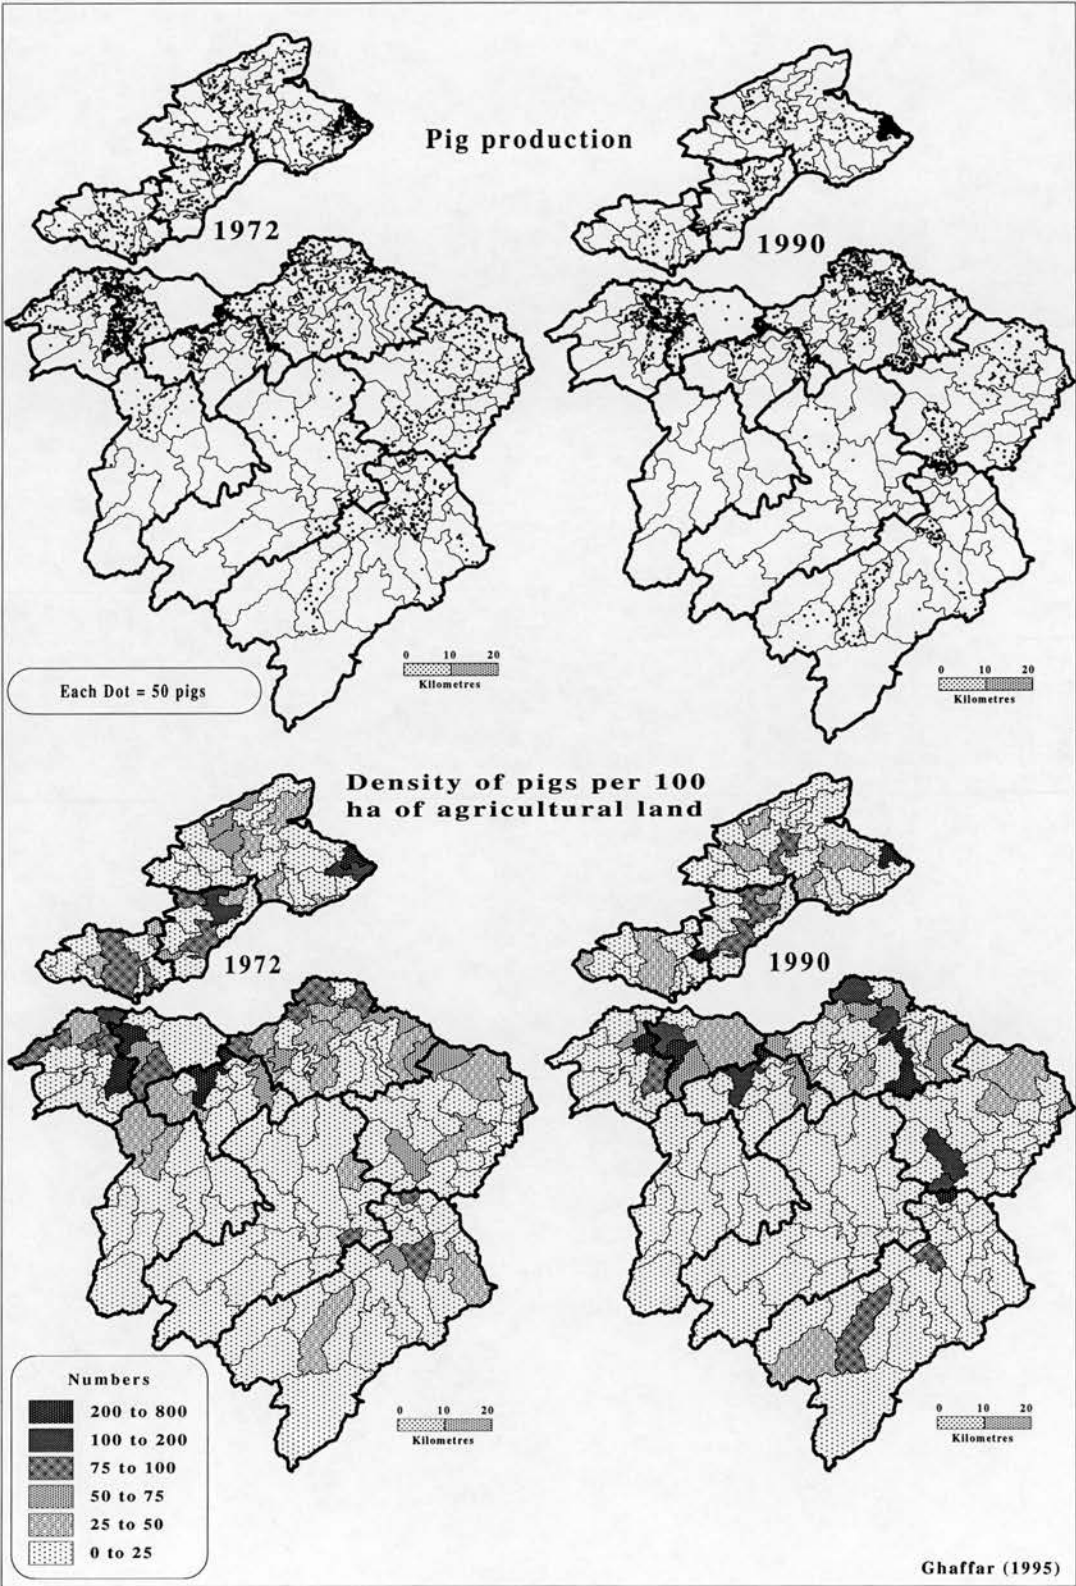 Pig production
1972
1990
0 10 20
Kilometres
0 10 20
Kilometres
Each Dot = 50 pigs
Density of pigs per 100
ha of agricultural land
1972
1990
Numbers
200 to 800
100 to 200
75 to 100
50 to 75
25 to 50
0 to 25
0 10 20
Kilometres
0 10 20
Kilometres
Ghaffar (1995)